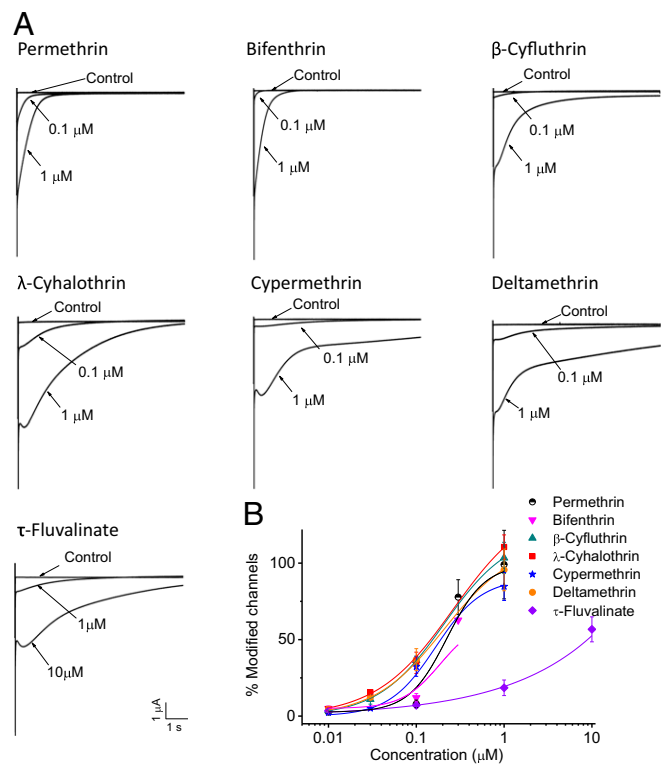 A
Permethrin
Control
0.1 μM
1 μM
Bifenthrin
Control
0.1 μM
1 μM
β-Cyfluthrin
Control
0.1 μM
1 μM
λ-Cyhalothrin
Control
0.1 μM
1 μM
Cypermethrin
Control
0.1 μM
1 μM
Deltamethrin
Control
0.1 μM
1 μM
τ-Fluvalinate
Control
1μM
10μM
1 μA
1 s
B
Permethrin
Bifenthrin
β-Cyfluthrin
λ-Cyhalothrin
Cypermethrin
Deltamethrin
τ-Fluvalinate
% Modified channels
100
50
0
0.01 0.1 1 10
Concentration (μM)